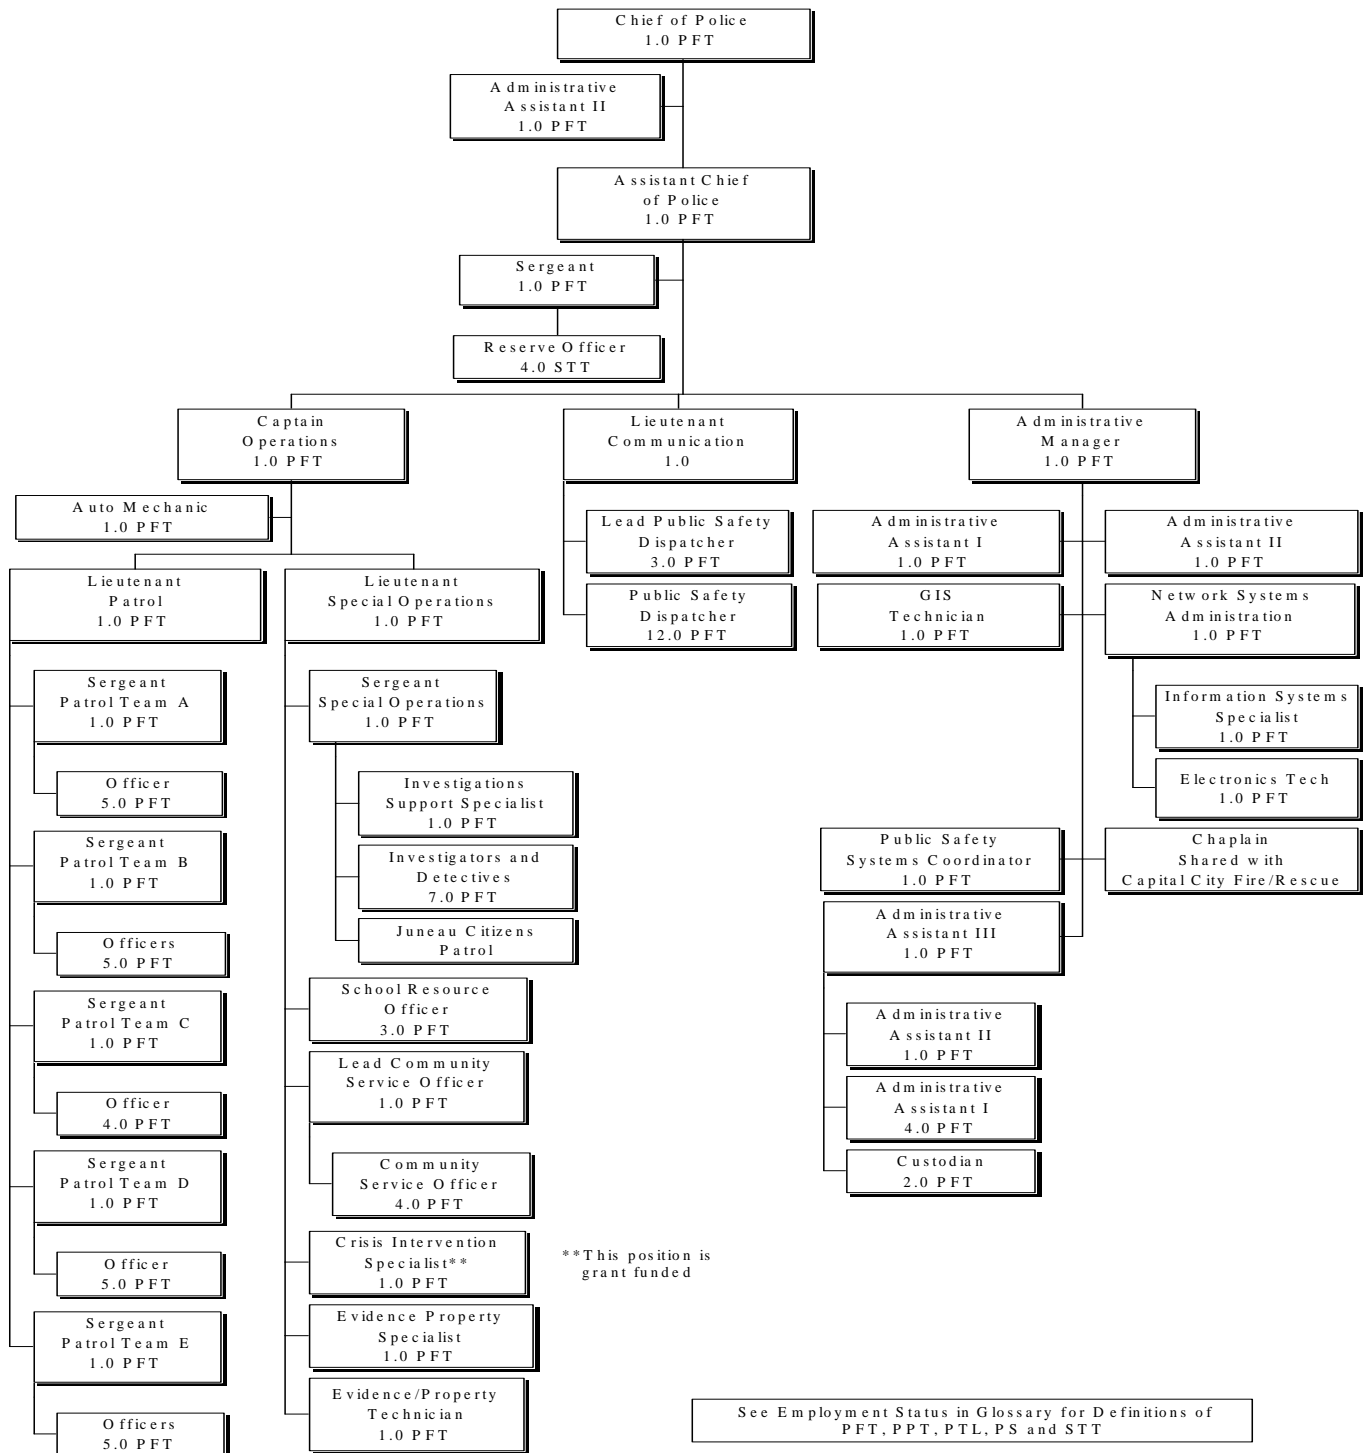 Chief of Police
1.0 PFT
Administrative
Assistant II
1.0 PFT
Assistant Chief
of Police
1.0 PFT
Sergeant
1.0 PFT
Reserve Officer
4.0 STT
Captain
Operations
1.0 PFT
Lieutenant
Communication
1.0
Administrative
Manager
1.0 PFT
Auto Mechanic
1.0 PFT
Lieutenant
Patrol
1.0 PFT
Sergeant
Patrol Team A
1.0 PFT
Officer
5.0 PFT
Sergeant
Patrol Team B
1.0 PFT
Officers
5.0 PFT
Sergeant
Patrol Team C
1.0 PFT
Officer
4.0 PFT
Sergeant
Patrol Team D
1.0 PFT
Officer
5.0 PFT
Sergeant
Patrol Team E
1.0 PFT
Officers
5.0 PFT
Lieutenant
Special Operations
1.0 PFT
Sergeant
Special Operations
1.0 PFT
Investigations
Support Specialist
1.0 PFT
Investigators and
Detectives
7.0 PFT
Juneau Citizens
Patrol
School Resource
Officer
3.0 PFT
Lead Community
Service Officer
1.0 PFT
Community
Service Officer
4.0 PFT
Crisis Intervention
Specialist**
1.0 PFT
**This position is
grant funded
Evidence Property
Specialist
1.0 PFT
Evidence/Property
Technician
1.0 PFT
Lead Public Safety
Dispatcher
3.0 PFT
Public Safety
Dispatcher
12.0 PFT
Administrative
Assistant I
1.0 PFT
Administrative
Assistant II
1.0 PFT
GIS
Technician
1.0 PFT
Network Systems
Administration
1.0 PFT
Information Systems
Specialist
1.0 PFT
Electronics Tech
1.0 PFT
Public Safety
Systems Coordinator
1.0 PFT
Chaplain
Shared with
Capital City Fire/Rescue
Administrative
Assistant III
1.0 PFT
Administrative
Assistant II
1.0 PFT
Administrative
Assistant I
4.0 PFT
Custodian
2.0 PFT
See Employment Status in Glossary for Definitions of
PFT, PPT, PTL, PS and STT